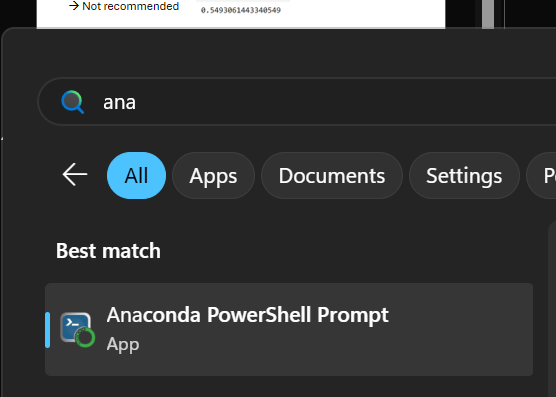 → Not recommended
0.5493061443340549
ana
All
Apps
Documents
Settings
Best match
Anaconda PowerShell Prompt
App